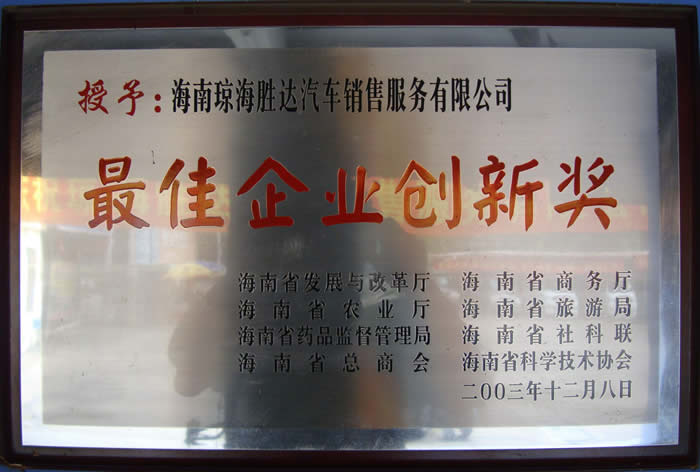 授予：海南琼海胜达汽车销售服务有限公司
最佳企业创新奖
海南省发展与改革厅 海南省商务厅
海南省农业厅 海南省旅游局
海南省药品监督管理局 海南省社科联
海南省总商会 海南省科学技术协会
二00三年十二月八日